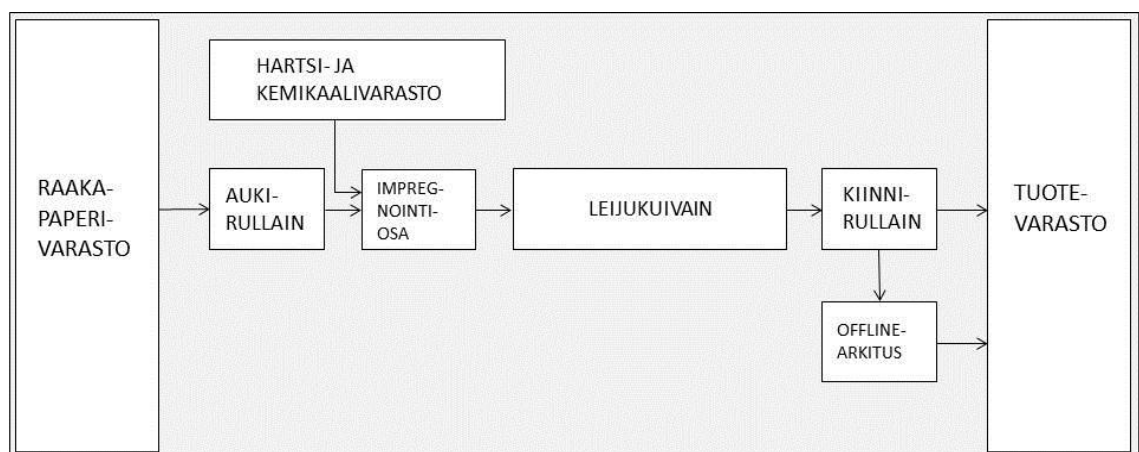 RAAKA-
PAPERI-
VARASTO
HARTSI- JA
KEMIKAALIVARASTO
AUKI-
RULLAIN
IMPREG-
NOINTI-
OSA
LEIJUKUIVAIN
KIINNI-
RULLAIN
OFFLINE-
ARKITUS
TUOTE-
VARASTO